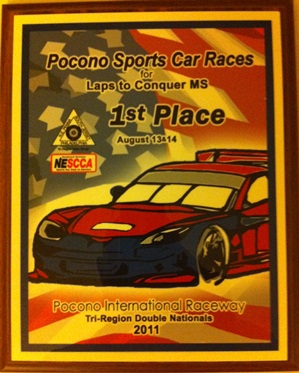 Pocono Sports Car Races
for
Laps to Conquer MS
1st Place
August 13&14
PHILADELPHIA
NESCCA
Pocono International Raceway
Tri-Region Double Nationals
2011